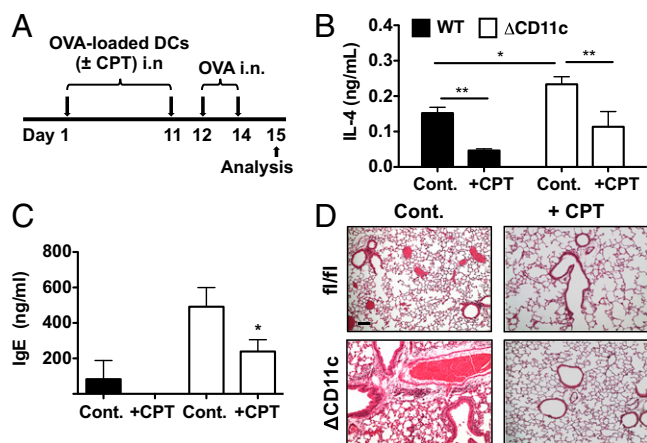 A
OVA-loaded DCs
(± CPT) i.n
OVA i.n.
Day 1 11 12 14 15
Analysis
B
WT ΔCD11c
IL-4 (ng/mL)
0.4
0.3
0.2
0.1
0.0
* ** **
Cont. +CPT Cont. +CPT
C
IgE (ng/ml)
800
600
400
200
*
Cont. +CPT Cont. +CPT
D
Cont. + CPT
fl/fl
ΔCD11c